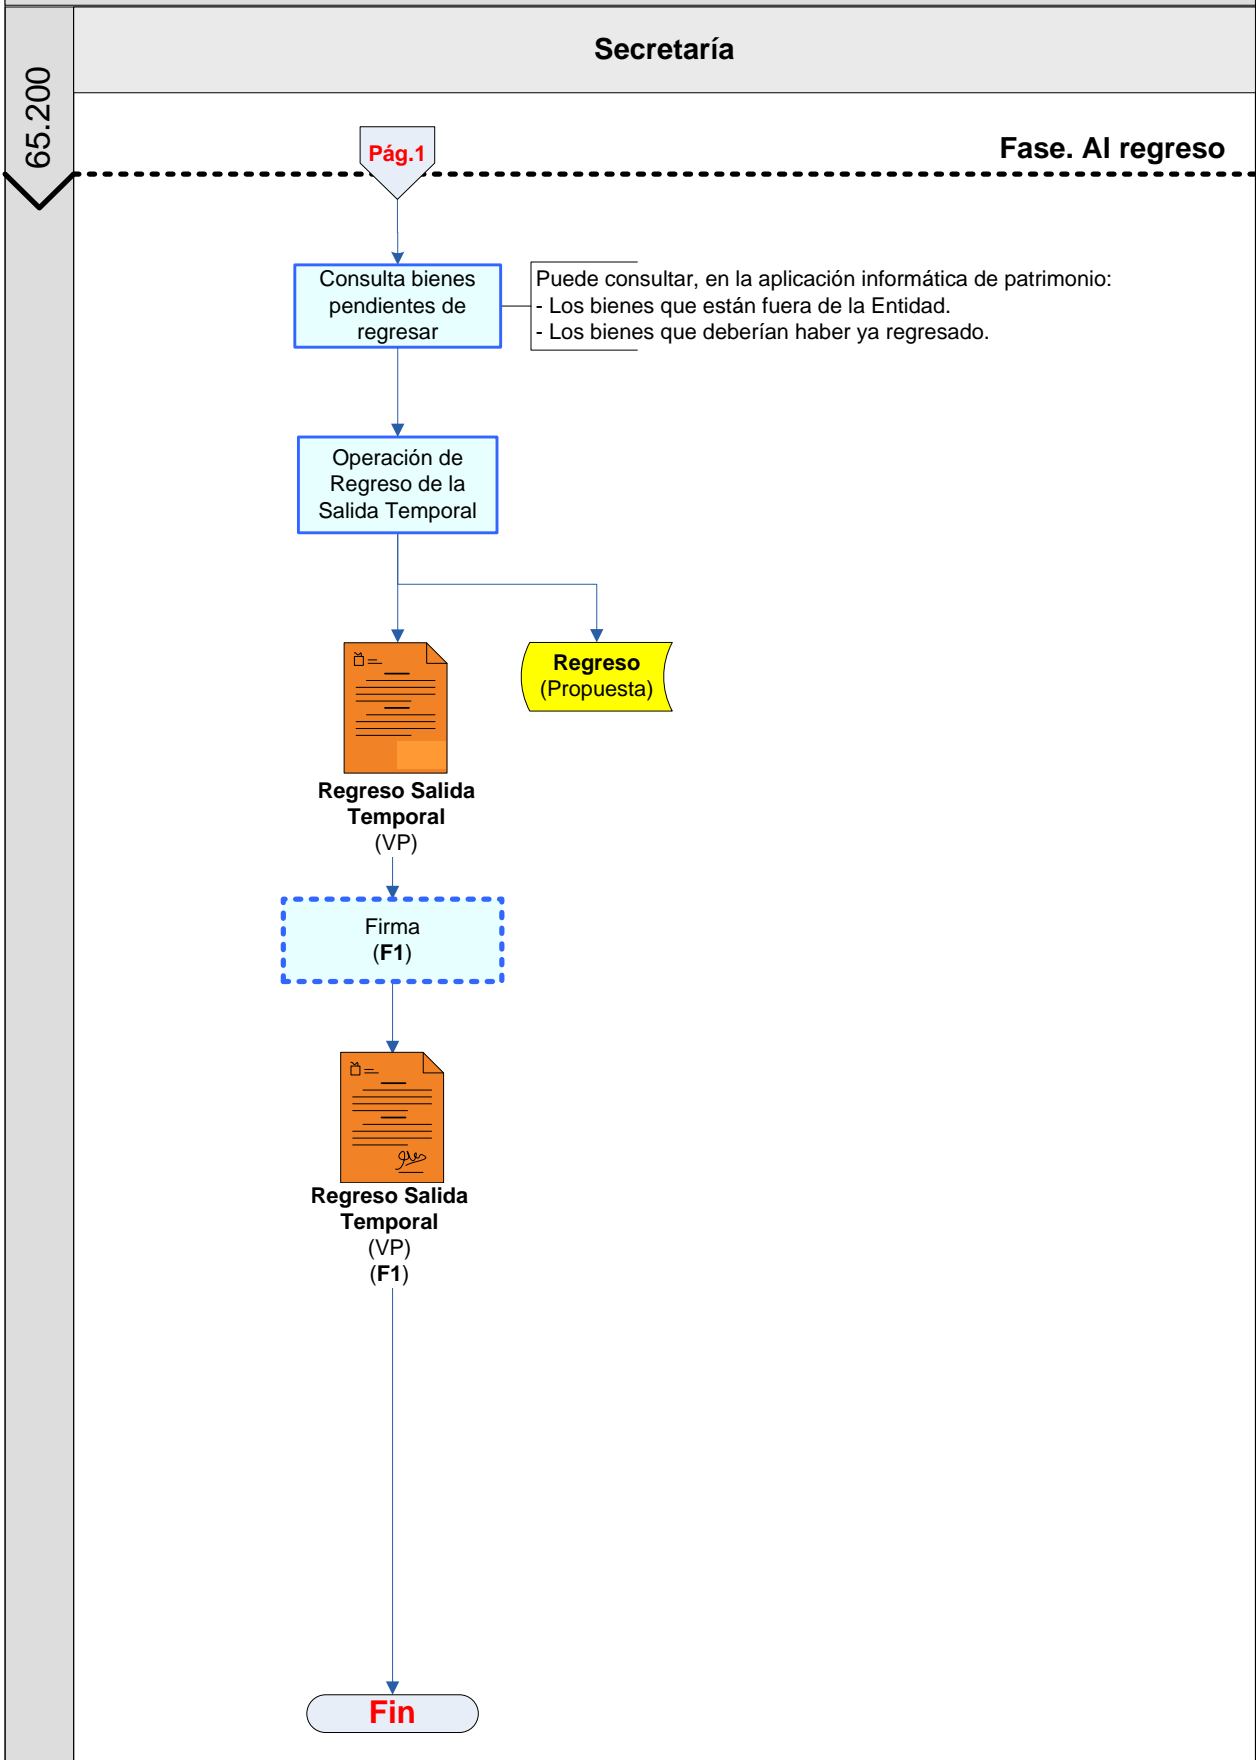 Secretaría
65.200
Pág.1
Fase. Al regreso
Consulta bienes
pendientes de
regresar
Puede consultar, en la aplicación informática de patrimonio:
- Los bienes que están fuera de la Entidad.
- Los bienes que deberían haber ya regresado.
Operación de
Regreso de la
Salida Temporal
Regreso
(Propuesta)
Regreso Salida
Temporal
(VP)
Firma
(F1)
Regreso Salida
Temporal
(VP)
(F1)
Fin